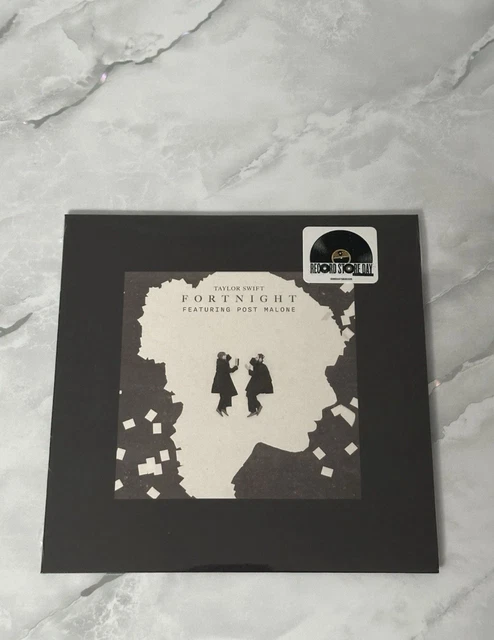 RECORD STORE DAY
TAYLOR SWIFT
FORTNIGHT
FEATURING POST MALONE